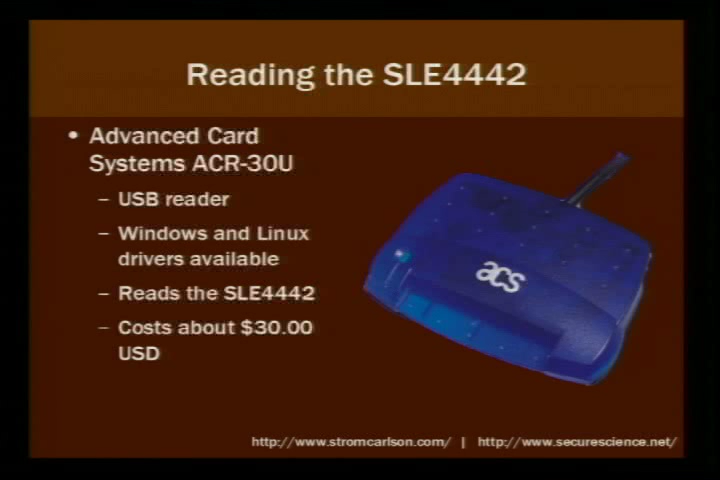 Reading the SLE4442
• Advanced Card
Systems ACR-30U
– USB reader
– Windows and Linux
drivers available
– Reads the SLE4442
– Costs about $30.00
USD
acs
http://www.stromcarlson.com/ | http://www.securescience.net/